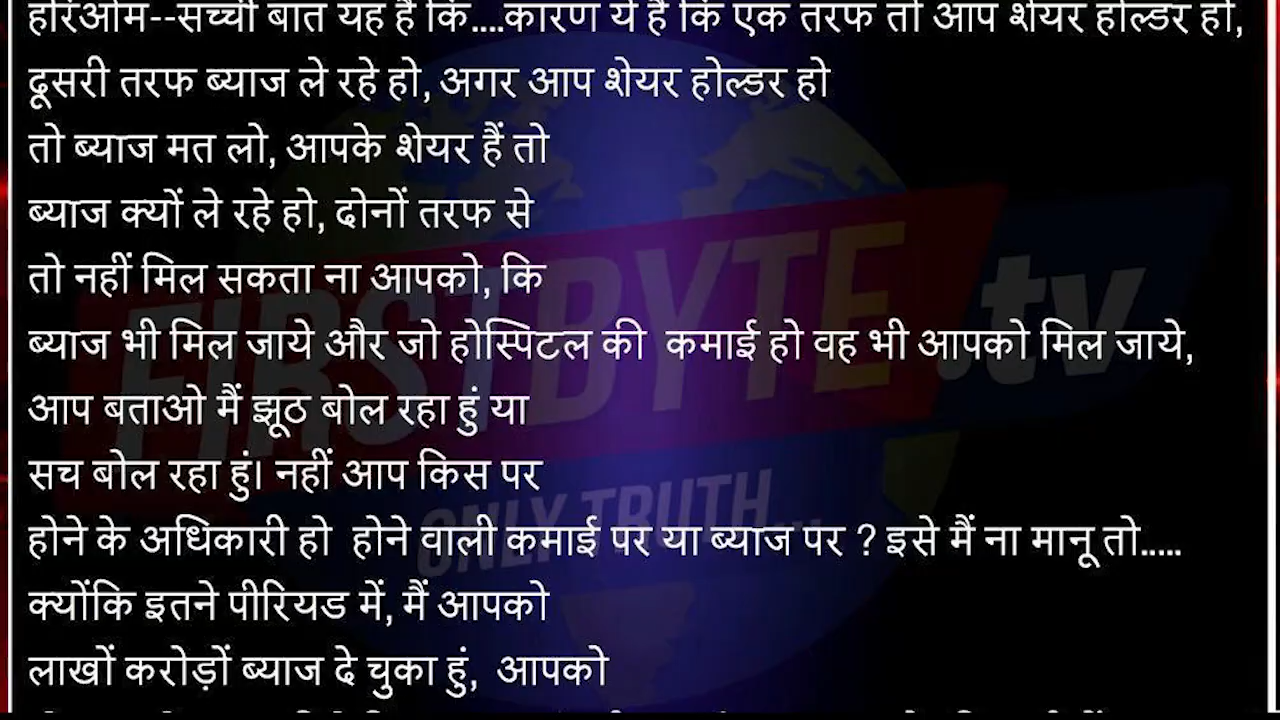 हरिओम--सच्ची बात यह है कि....कारण ये है कि एक तरफ तो आप शेयर होल्डर हो,
दूसरी तरफ ब्याज ले रहे हो, अगर आप शेयर होल्डर हो
तो ब्याज मत लो, आपके शेयर हैं तो
ब्याज क्यों ले रहे हो, दोनों तरफ से
तो नहीं मिल सकता ना आपको, कि
ब्याज भी मिल जाये और जो होस्पिटल की कमाई हो वह भी आपको मिल जाये,
आप बताओ मैं झूठ बोल रहा हुं या
सच बोल रहा हुं। नहीं आप किस पर
होने के अधिकारी हो होने वाली कमाई पर या ब्याज पर ? इसे मैं ना मानू तो.....
क्योंकि इतने पीरियड में, मैं आपको
लाखों करोड़ों ब्याज दे चुका हुं, आपको
FIRSTBYTE.tv
ONLY TRUTH...